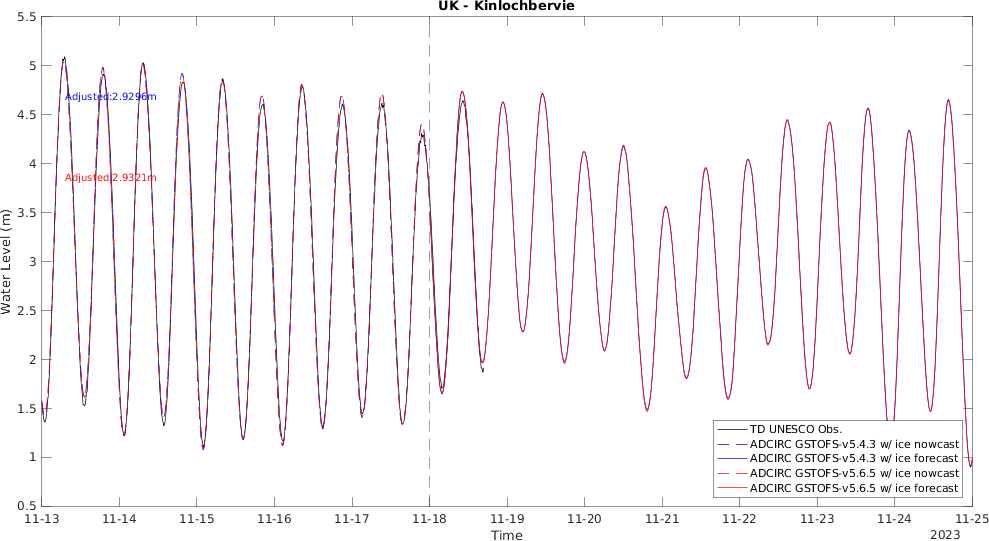 UK - Kinlochbervie
5.5
5
4.5
4
3.5
3
2.5
2
1.5
1
0.5
Water Level (m)
Adjusted:2.9296m
Adjusted:2.9321m
TD UNESCO Obs.
ADCIRC GSTOFS-v5.4.3 w/ ice nowcast
ADCIRC GSTOFS-v5.4.3 w/ ice forecast
ADCIRC GSTOFS-v5.6.5 w/ ice nowcast
ADCIRC GSTOFS-v5.6.5 w/ ice forecast
11-13 11-14 11-15 11-16 11-17 11-18 11-19 11-20 11-21 11-22 11-23 11-24 11-25
Time
2023